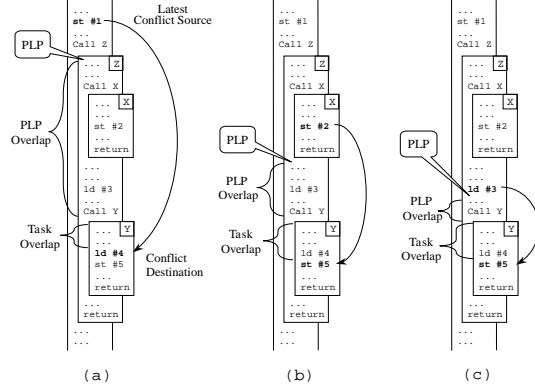 ...
st #1
Latest
Conflict Source
...
Call Z
PLP
...
Z
...
Call X
...
X
...
st #2
...
return
PLP
Overlap
...
...
ld #3
...
Call Y
Task
Overlap
...
Y
...
ld #4
st #5
...
return
Conflict
Destination
...
return
...
...
(a)
...
st #1
...
Call Z
...
Z
...
Call X
...
X
...
st #2
...
return
PLP
...
...
ld #3
...
Call Y
PLP
Overlap
Task
Overlap
...
Y
...
ld #4
st #5
...
return
...
return
...
...
(b)
...
st #1
...
Call Z
...
Z
...
Call X
...
X
...
st #2
...
return
PLP
...
ld #3
...
...
Call Y
PLP
Overlap
Task
Overlap
...
Y
...
ld #4
st #5
...
return
...
return
...
...
(c)